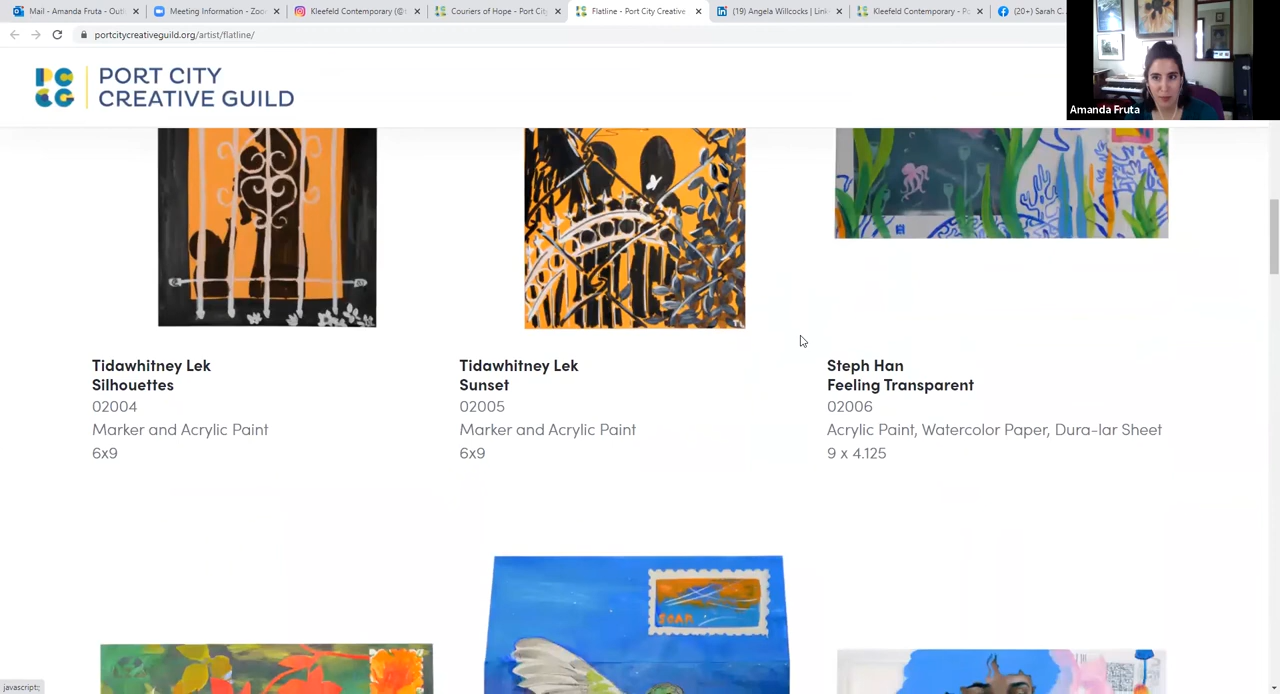 Mail - Amanda Fruta - Out
Meeting Information - Zoo
Kleefeld Contemporary (@
Couriers of Hope - Port Cit
Flatline - Port City Creative
(19) Angela Willcocks | Link
Kleefeld Contemporary - Po
(20+) Sarah C.
portcitycreativeguild.org/artist/flatline/
Amanda Fruta
PORT CITY
CREATIVE GUILD
TL
Tidawhitney Lek
Silhouettes
02004
Marker and Acrylic Paint
6x9
Tidawhitney Lek
Sunset
02005
Marker and Acrylic Paint
6x9
Steph Han
Feeling Transparent
02006
Acrylic Paint, Watercolor Paper, Dura-lar Sheet
9 x 4.125
SOAR
javascript:;